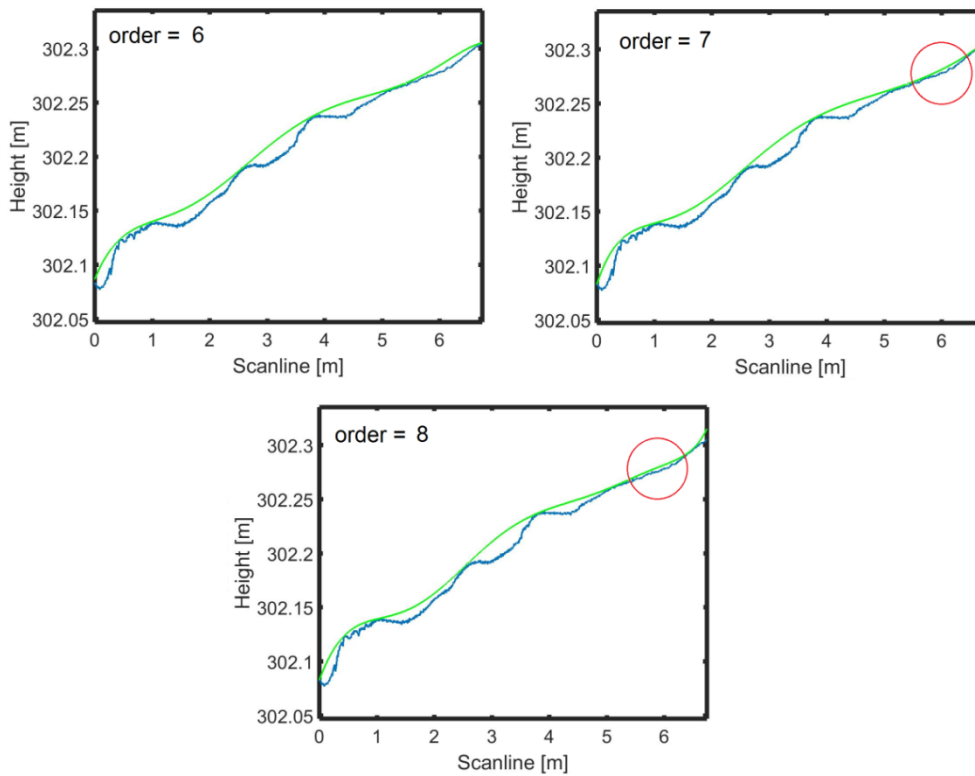 order = 6
302.3
302.25
302.2
302.15
302.1
302.05
Height [m]
0 1 2 3 4 5 6
Scanline [m]
order = 7
302.3
302.25
302.2
302.15
302.1
302.05
Height [m]
0 1 2 3 4 5 6
Scanline [m]
order = 8
302.3
302.25
302.2
302.15
302.1
302.05
Height [m]
0 1 2 3 4 5 6
Scanline [m]